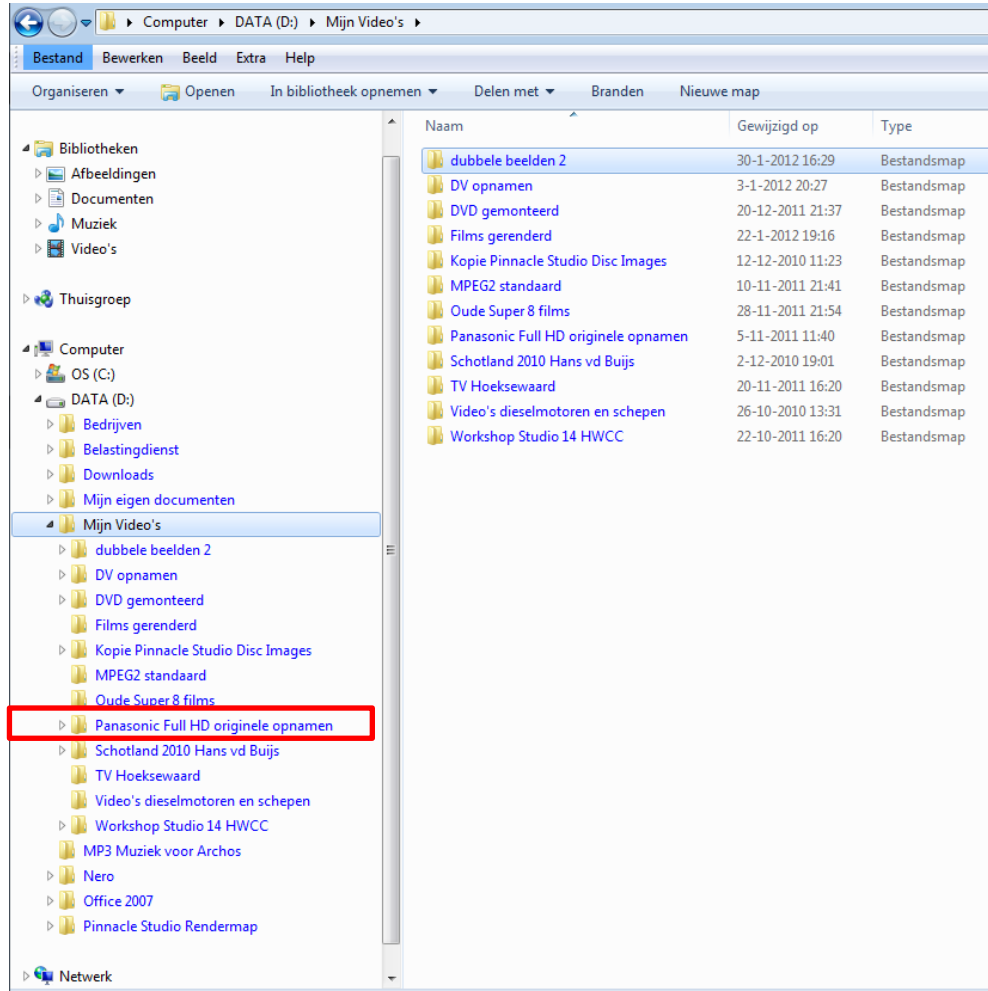 Computer DATA (D:) Mijn Video's
Bestand Bewerken Beeld Extra Help
Organiseren Openen In bibliotheek opnemen Delen met Branden Nieuwe map
Bibliotheken
Afbeeldingen
Documenten
Muziek
Video's
Thuisgroep
Computer
OS (C:)
DATA (D:)
Bedrijven
Belastingdienst
Downloads
Mijn eigen documenten
Mijn Video's
dubbele beelden 2
DV opnamen
DVD gemonteerd
Films gerenderd
Kopie Pinnacle Studio Disc Images
MPEG2 standaard
Oude Super 8 films
Panasonic Full HD originele opnamen
Schotland 2010 Hans vd Buijs
TV Hoeksewaard
Video's dieselmotoren en schepen
Workshop Studio 14 HWCC
MP3 Muziek voor Archos
Nero
Office 2007
Pinnacle Studio Rendermap
Netwerk
Naam Gewijzigd op Type
dubbele beelden 2 30-1-2012 16:29 Bestandsmap
DV opnamen 3-1-2012 20:27 Bestandsmap
DVD gemonteerd 20-12-2011 21:37 Bestandsmap
Films gerenderd 22-1-2012 19:16 Bestandsmap
Kopie Pinnacle Studio Disc Images 12-12-2010 11:23 Bestandsmap
MPEG2 standaard 10-11-2011 21:41 Bestandsmap
Oude Super 8 films 28-11-2011 21:54 Bestandsmap
Panasonic Full HD originele opnamen 5-11-2011 11:40 Bestandsmap
Schotland 2010 Hans vd Buijs 2-12-2010 19:01 Bestandsmap
TV Hoeksewaard 20-11-2011 16:20 Bestandsmap
Video's dieselmotoren en schepen 26-10-2010 13:31 Bestandsmap
Workshop Studio 14 HWCC 22-10-2011 16:20 Bestandsmap